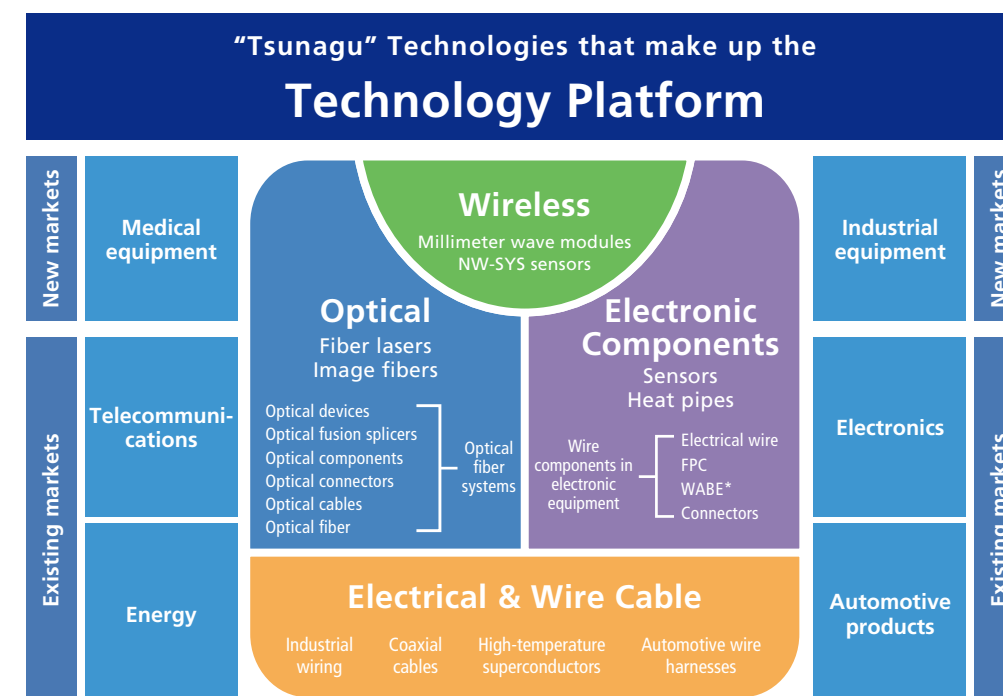 “Tsunagu” Technologies that make up the
Technology Platform
New markets
Medical
equipment
Existing markets
Telecommuni-
cations
Energy
Wireless
Millimeter wave modules
NW-SYS sensors
Optical
Fiber lasers
Image fibers
Optical devices
Optical fusion splicers
Optical components
Optical connectors
Optical cables
Optical fiber
Optical
fiber
systems
Electronic
Components
Sensors
Heat pipes
Wire
components in
electronic
equipment
Electrical wire
FPC
WABE*
Connectors
Electrical & Wire Cable
Industrial
wiring
Coaxial
cables
High-temperature
superconductors
Automotive wire
harnesses
Industrial
equipment
New markets
Electronics
Automotive
products
Existing markets